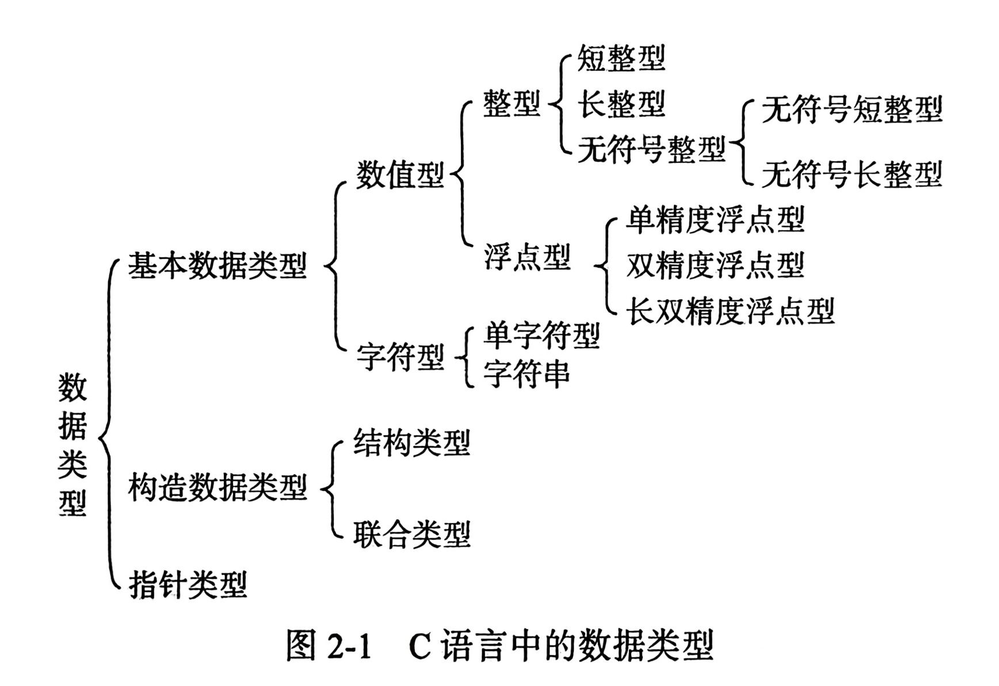 数据类型
基本数据类型
数值型
整型
短整型
长整型
无符号整型
无符号短整型
无符号长整型
浮点型
单精度浮点型
双精度浮点型
长双精度浮点型
字符型
单字符型
字符串
构造数据类型
结构类型
联合类型
指针类型
图 2-1 C 语言中的数据类型